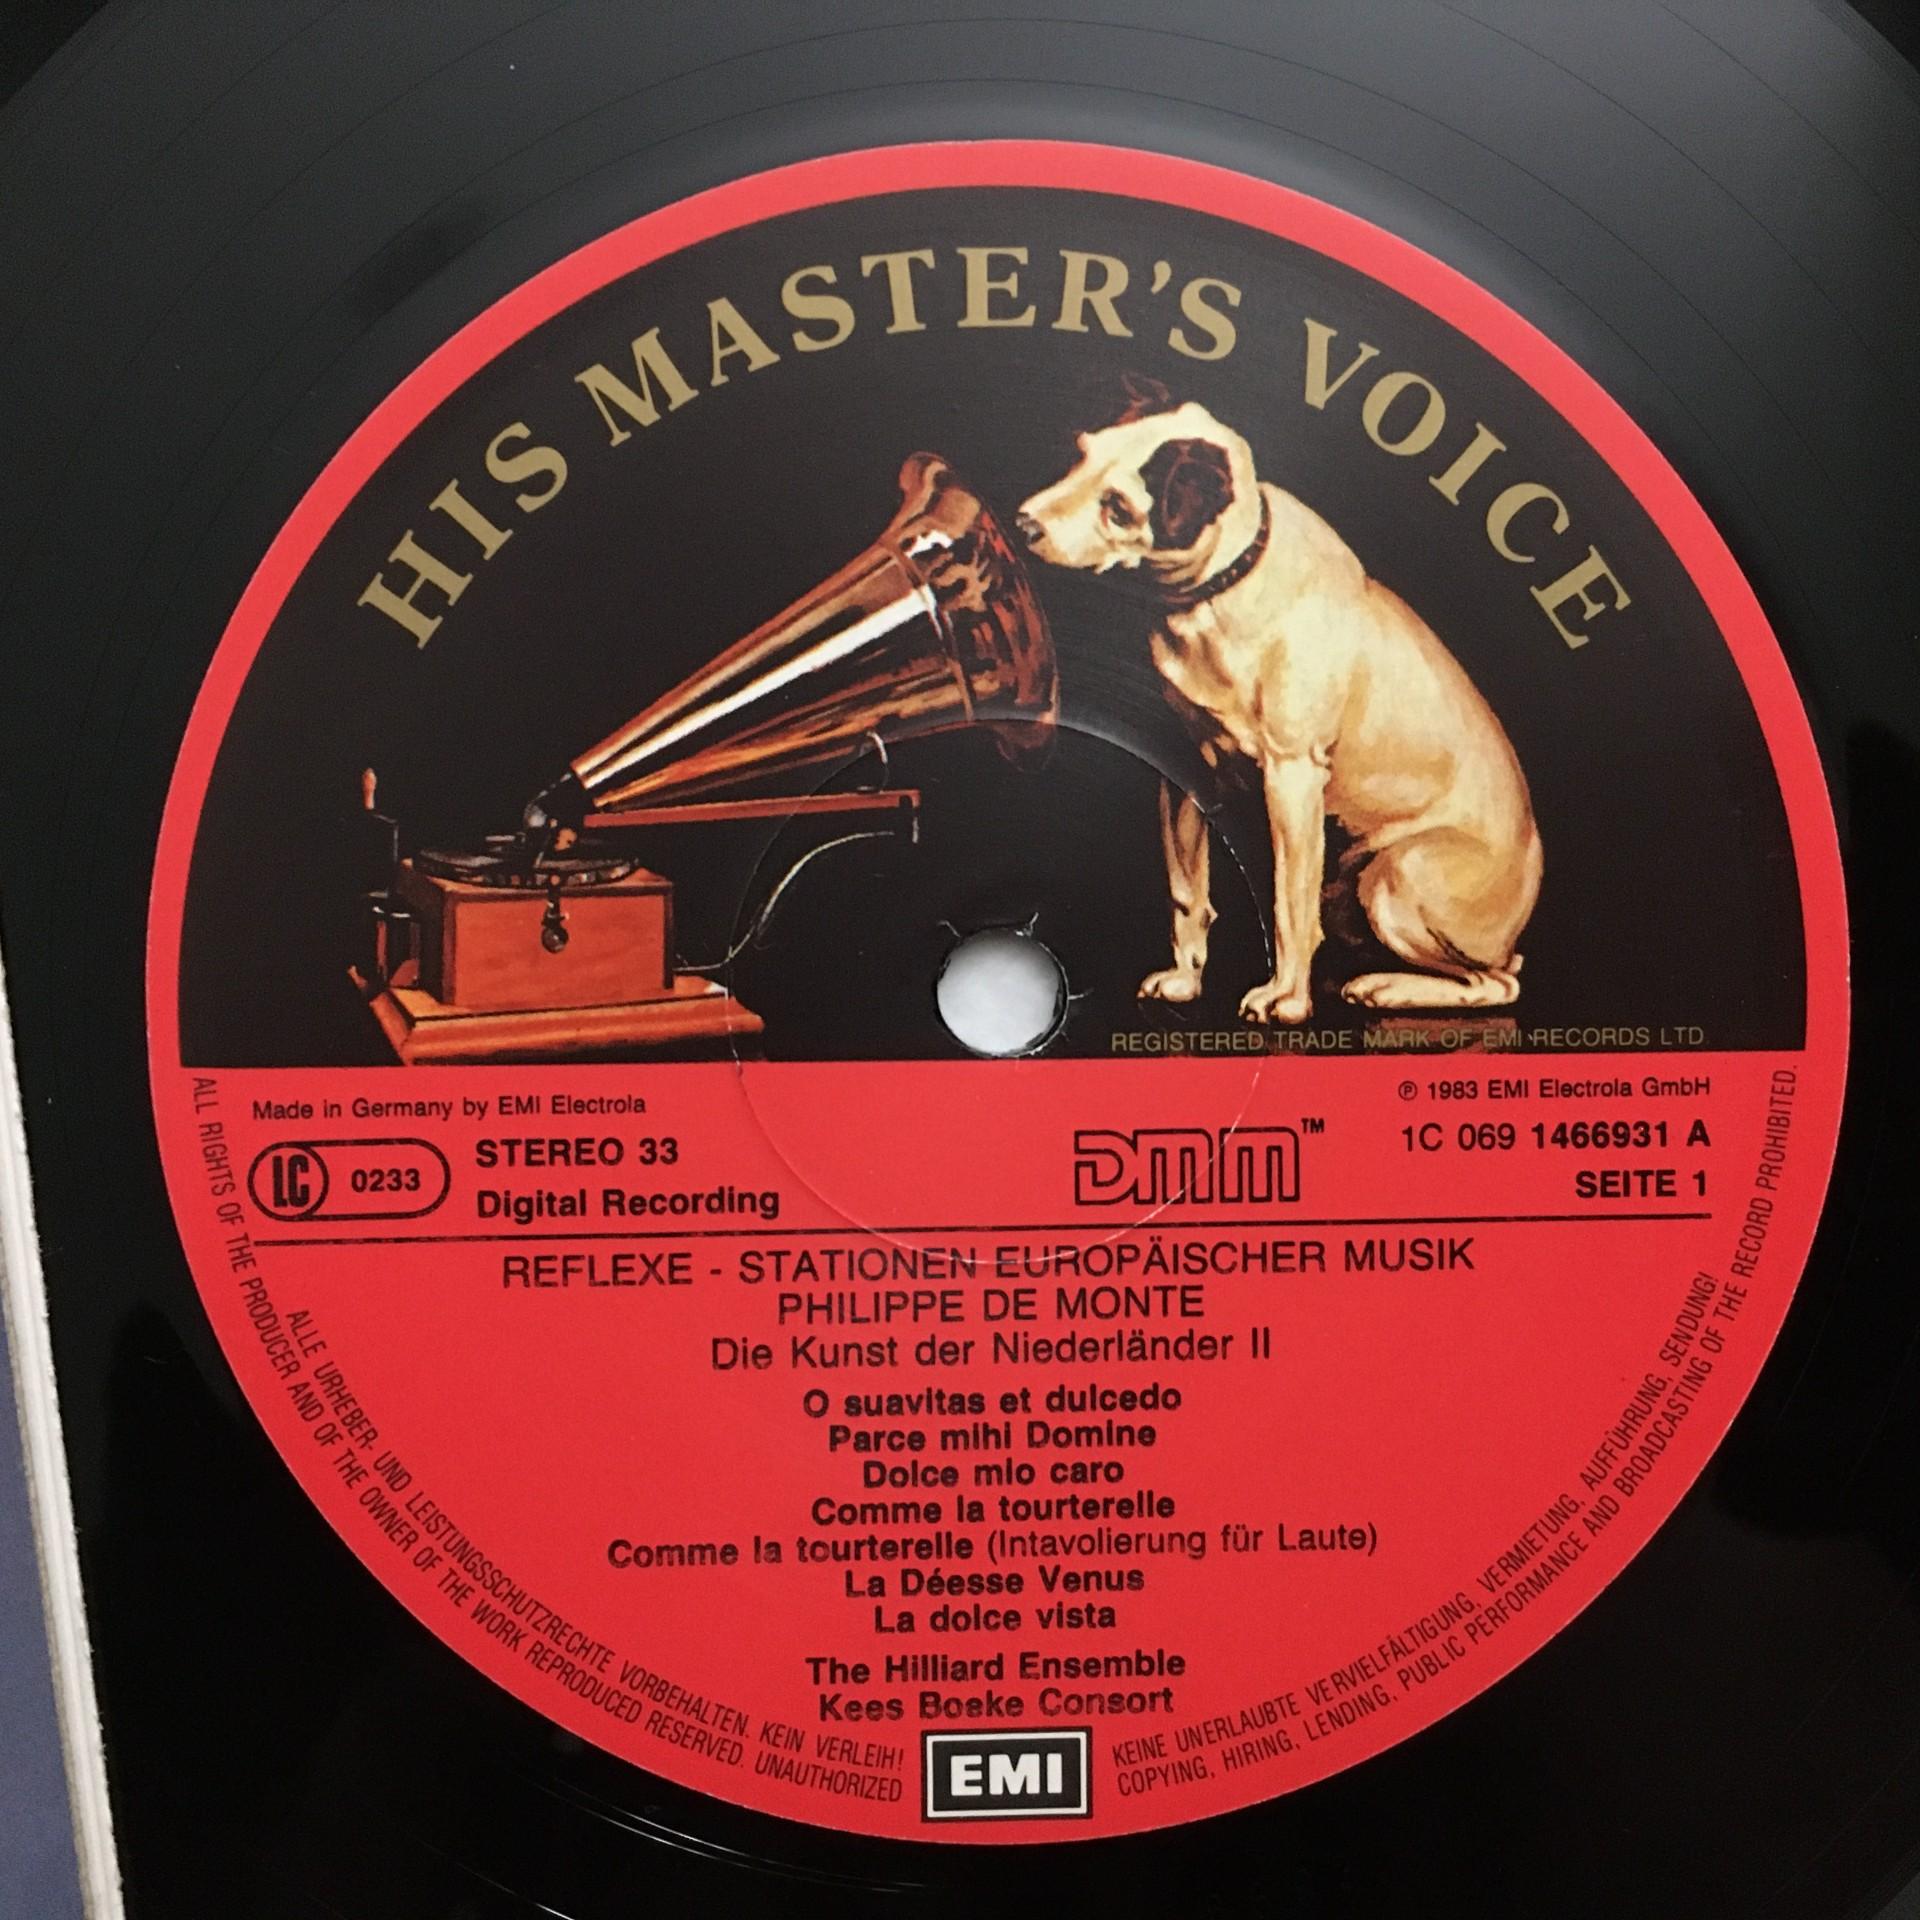 HIS MASTER'S VOICE
REGISTERED TRADE MARK OF EMI RECORDS LTD
Made in Germany by EMI Electrola
℗ 1983 EMI Electrola GmbH
LC 0233
STEREO 33
Digital Recording
DMM™
1C 069 1466931 A
SEITE 1
REFLEXE - STATIONEN EUROPÄISCHER MUSIK
PHILIPPE DE MONTE
Die Kunst der Niederländer II
O suavitas et dulcedo
Parce mihi Domine
Dolce mio caro
Comme la tourterelle
Comme la tourterelle (Intavolierung für Laute)
La Déesse Venus
La dolce vista
The Hilliard Ensemble
Kees Boeke Consort
EMI
ALLE URHEBER- UND LEISTUNGSSCHUTZRECHTE VORBEHALTEN. KEIN VERLEIH! KEINE UNERLAUBTE VERVIELFÄLTIGUNG, VERMIETUNG, AUFFÜHRUNG, SENDUNG!
ALL RIGHTS OF THE PRODUCER AND OF THE OWNER OF THE WORK REPRODUCED RESERVED. UNAUTHORIZED COPYING, HIRING, LENDING, PUBLIC PERFORMANCE AND BROADCASTING OF THE RECORD PROHIBITED.